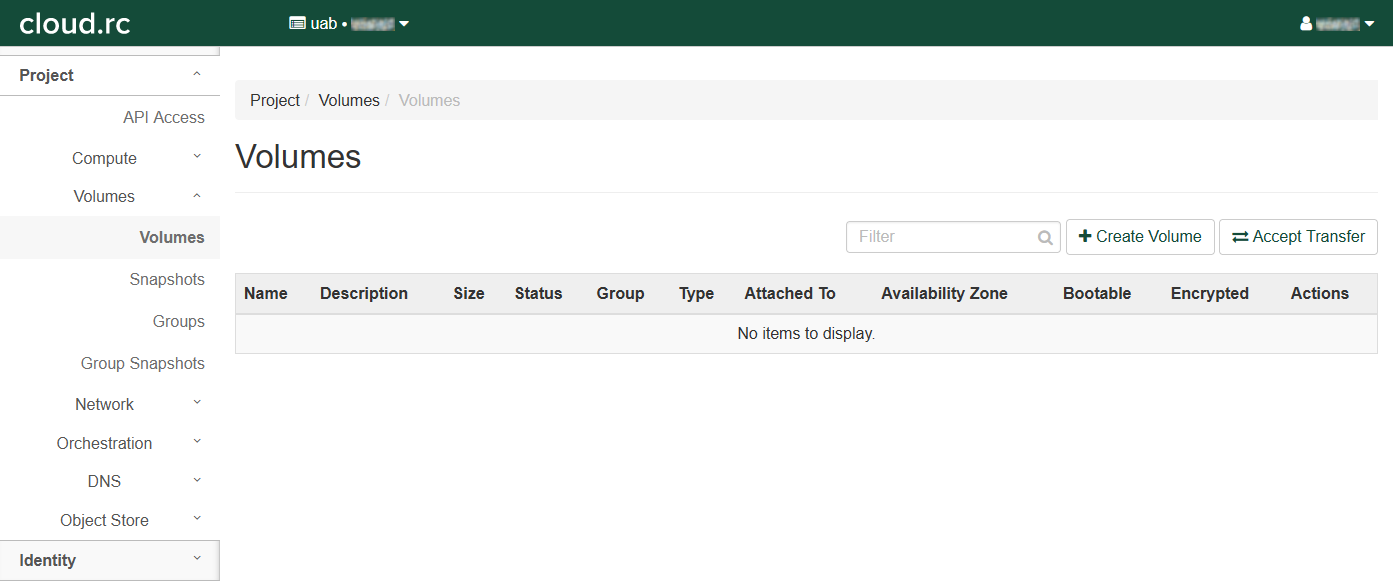 cloud.rc
uab •
Project
API Access
Compute
Volumes
Volumes
Snapshots
Groups
Group Snapshots
Network
Orchestration
DNS
Object Store
Identity
Project / Volumes / Volumes
Volumes
Filter Create Volume Accept Transfer
Name Description Size Status Group Type Attached To Availability Zone Bootable Encrypted Actions
No items to display.